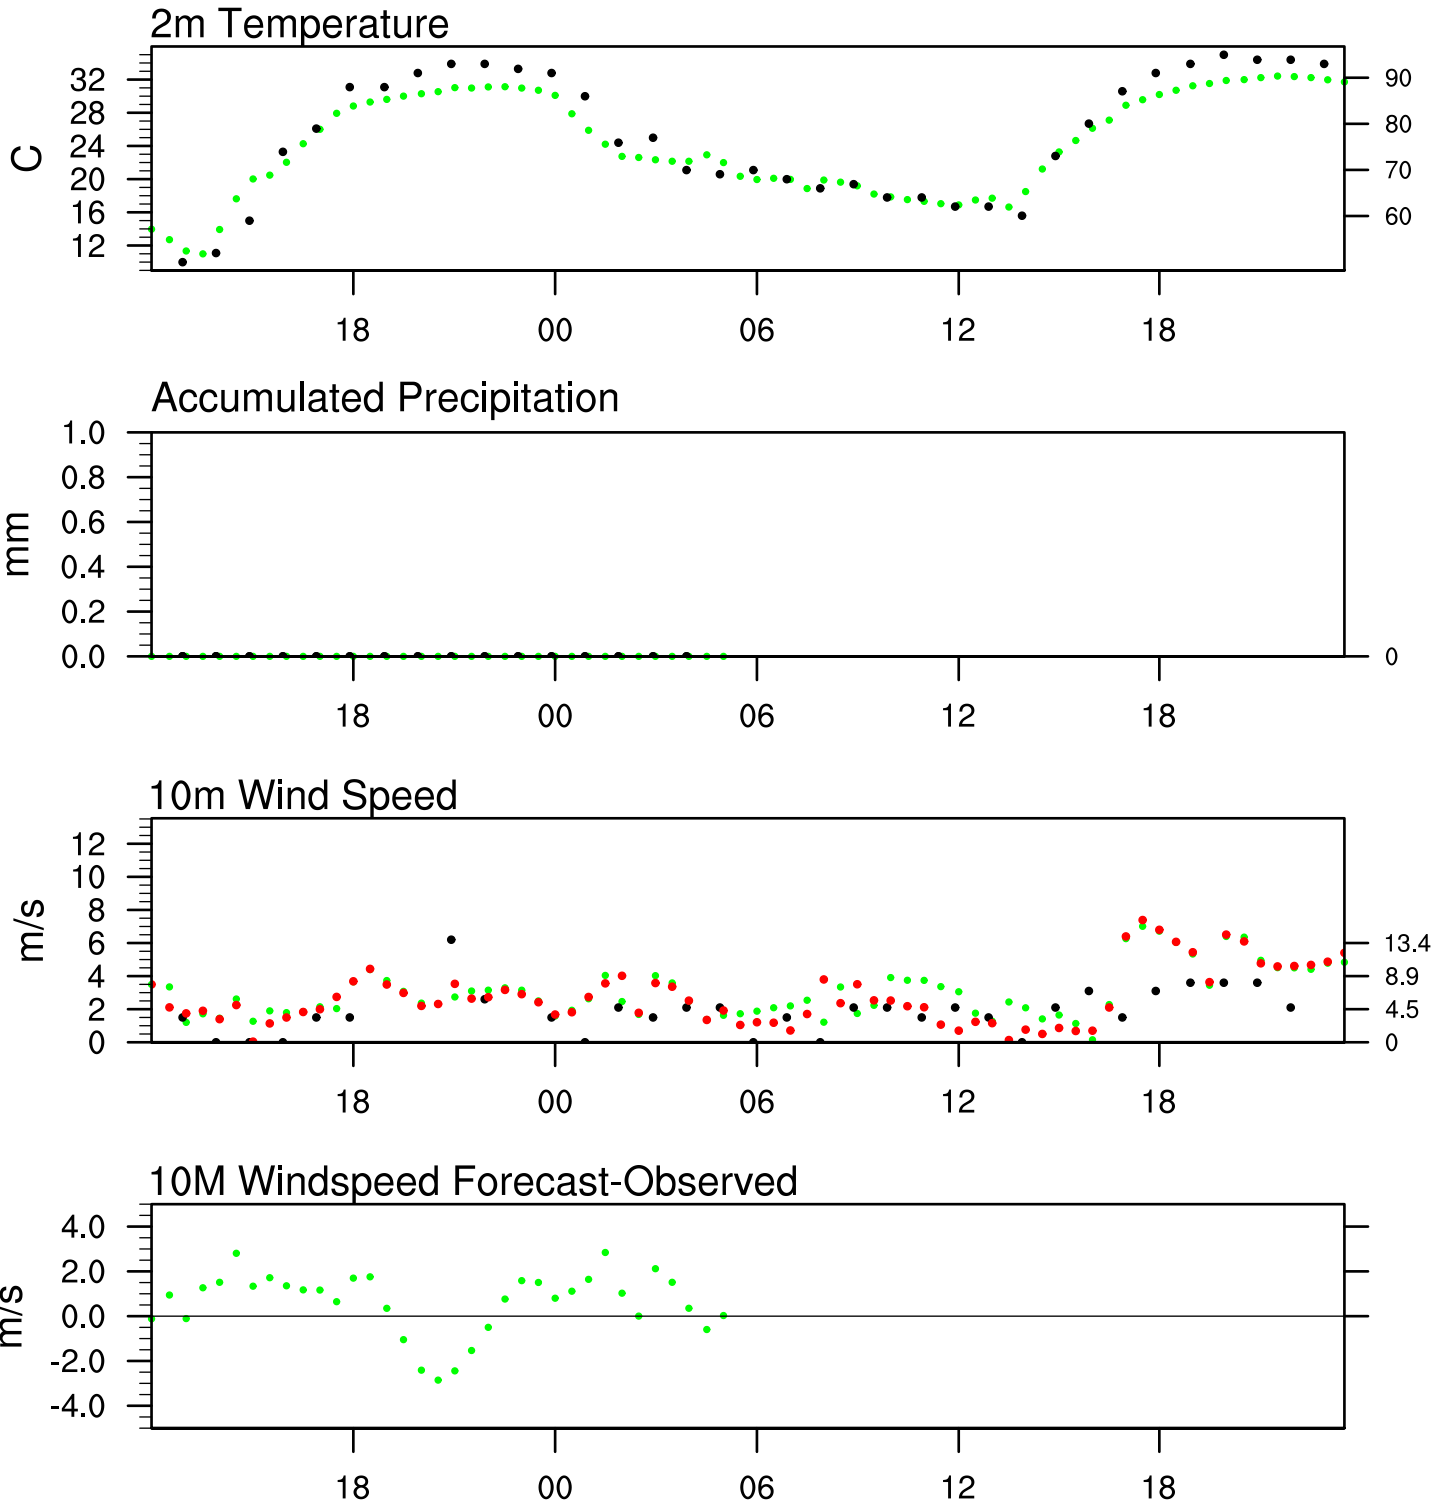 2m Temperature
32
28
24
20
16
12
C
90
80
70
60
18 00 06 12 18
Accumulated Precipitation
1.0
0.8
0.6
0.4
0.2
0.0
mm
0
18 00 06 12 18
10m Wind Speed
12
10
8
6
4
2
0
m/s
13.4
8.9
4.5
0
18 00 06 12 18
10M Windspeed Forecast-Observed
4.0
2.0
0.0
-2.0
-4.0
m/s
18 00 06 12 18